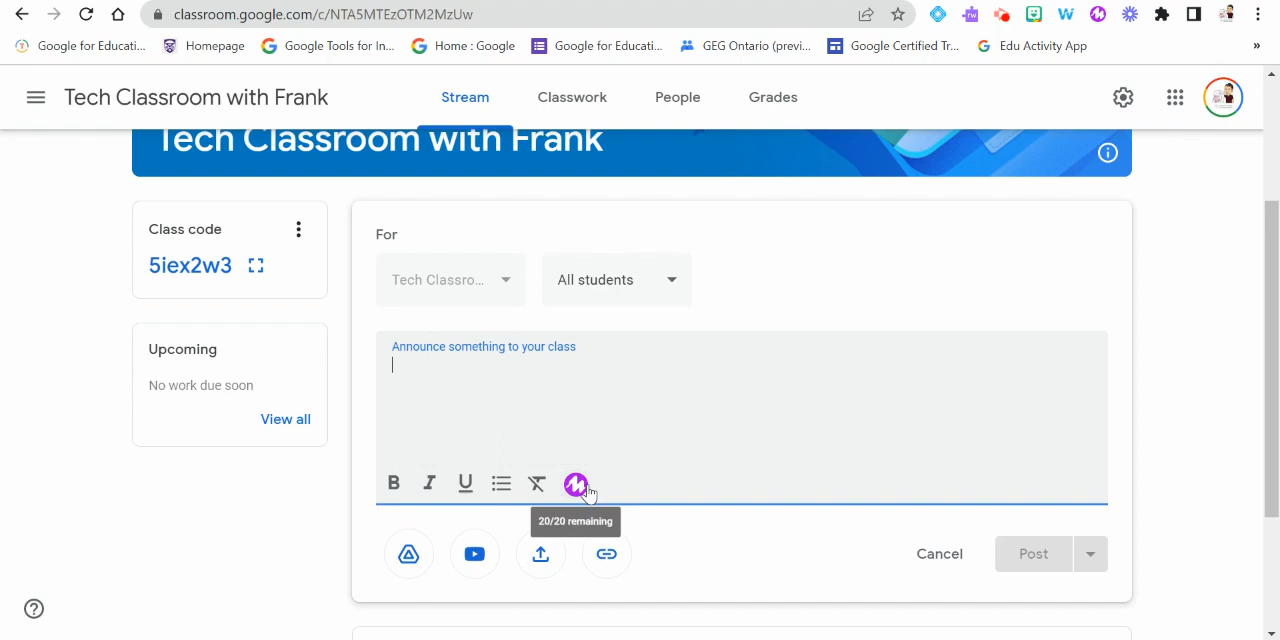 classroom.google.com/c/NTA5MTEzOTM2MzUw
Google for Educati...
Homepage
Google Tools for In...
Home : Google
Google for Educati...
GEG Ontario (previ...
Google Certified Tr...
Edu Activity App
»
Tech Classroom with Frank
Stream
Classwork
People
Grades
Tech Classroom with Frank
Class code
5iex2w3
Upcoming
No work due soon
View all
For
Tech Classro...
All students
Announce something to your class
B I U
20/20 remaining
Cancel
Post